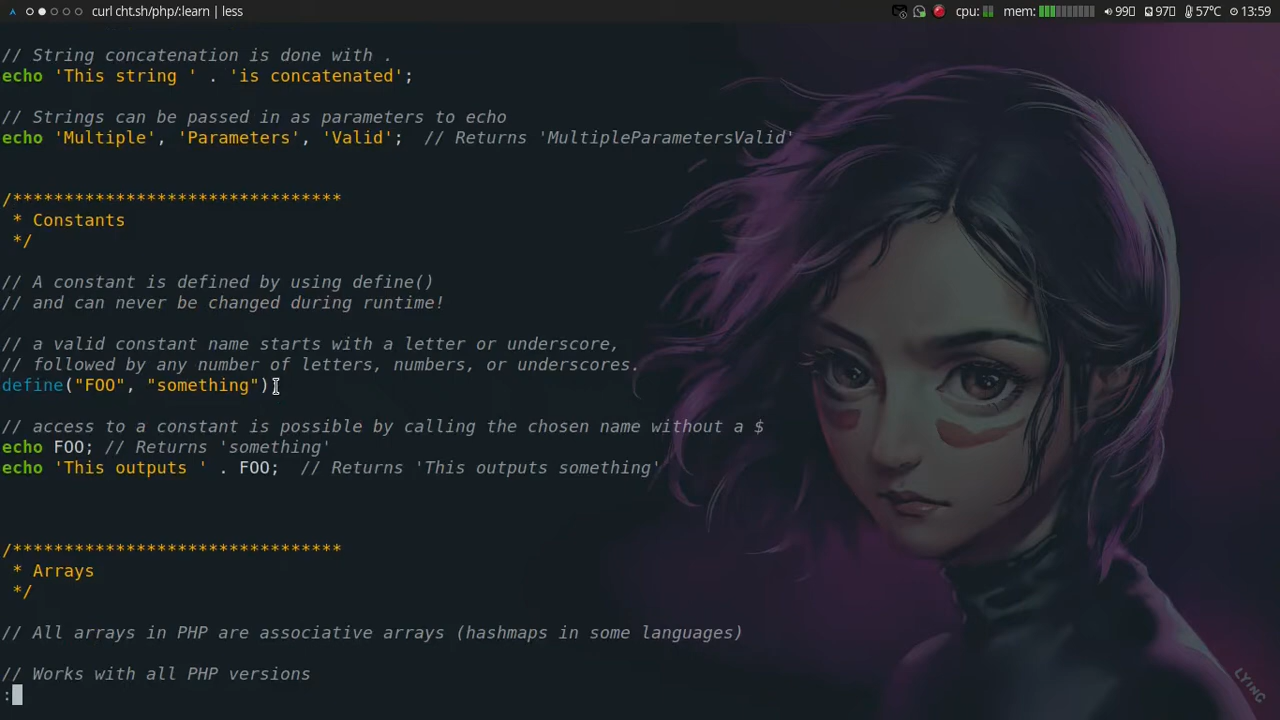 curl cht.sh/php/:learn | less
cpu: mem: 99 97 57℃ 13:59
// String concatenation is done with .
echo 'This string ' . 'is concatenated';
// Strings can be passed in as parameters to echo
echo 'Multiple', 'Parameters', 'Valid';  // Returns 'MultipleParametersValid'
/********************************
 * Constants
 */
// A constant is defined by using define()
// and can never be changed during runtime!
// a valid constant name starts with a letter or underscore,
// followed by any number of letters, numbers, or underscores.
define("FOO", "something");
// access to a constant is possible by calling the chosen name without a $
echo FOO; // Returns 'something'
echo 'This outputs ' . FOO;  // Returns 'This outputs something'
/********************************
 * Arrays
 */
// All arrays in PHP are associative arrays (hashmaps in some languages)
// Works with all PHP versions
:
LYING